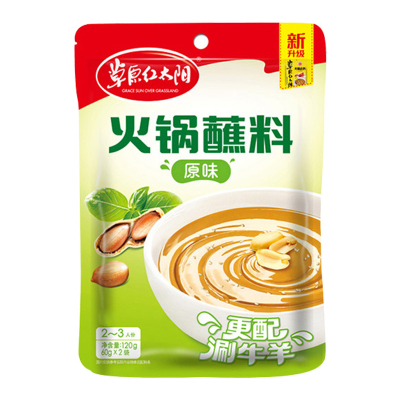 草原红太阳
GRACE SUN OVER GRASSLAND
新
升级
火锅蘸料
原味
2~3人份
净含量:120g
60g×2袋
更配
涮牛羊